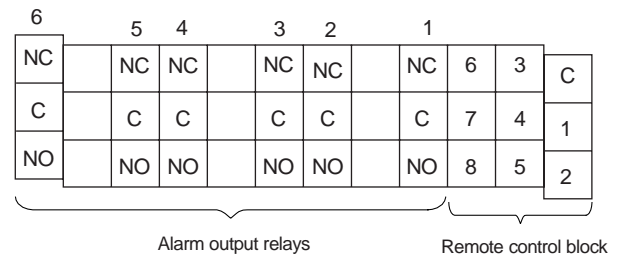 6 5 4 3 2 1
NC NC NC NC NC NC 6 3 C
C C C C C C 7 4 1
NO NO NO NO NO NO 8 5 2
Alarm output relays Remote control block